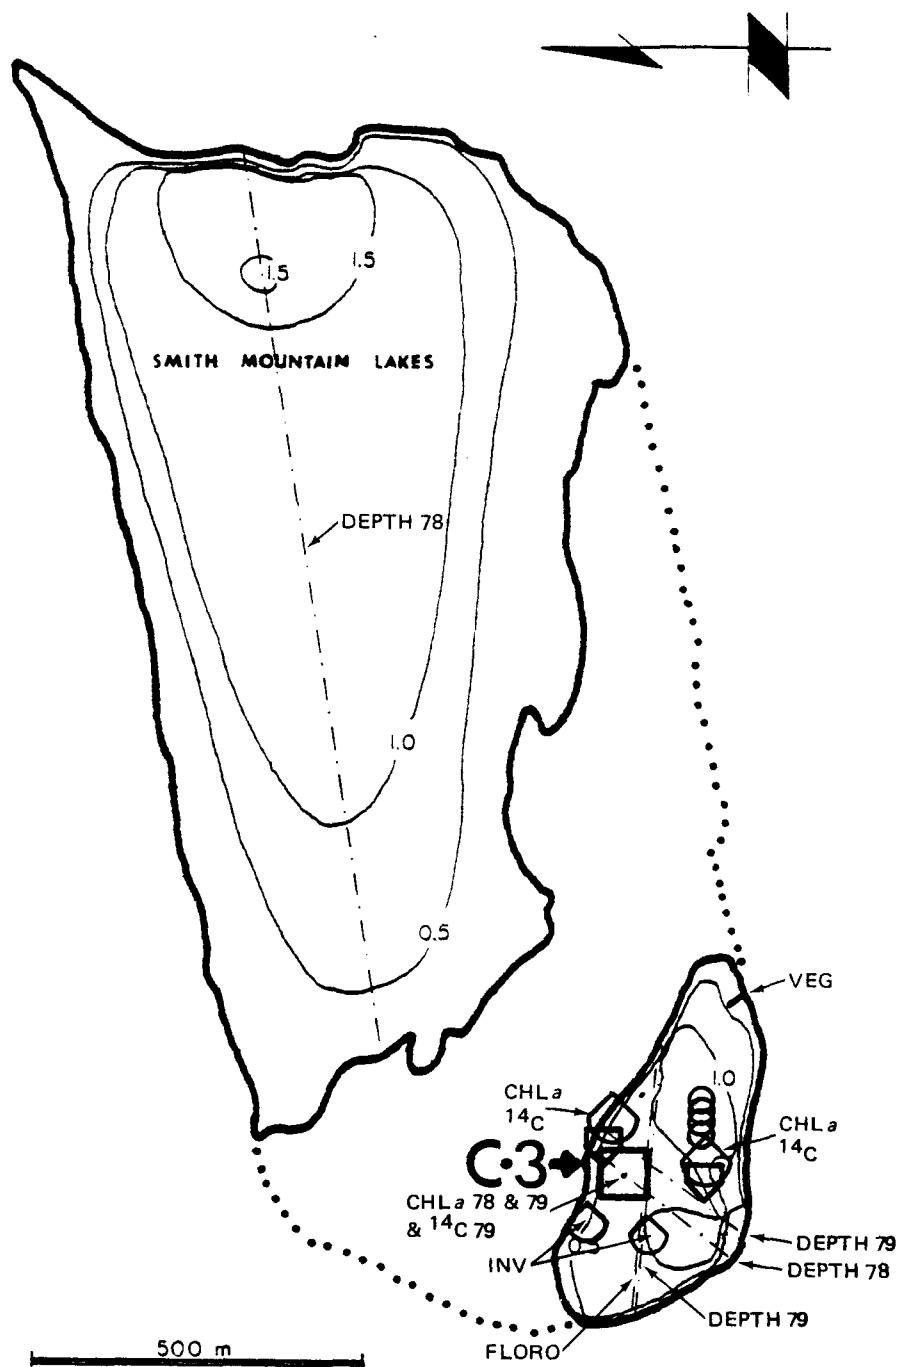 1.5
1.5
SMITH MOUNTAIN LAKES
DEPTH 78
1.0
0.5
VEG
1.0
CHL a
14C
CHL a
14C
C·3
CHL a 78 & 79
& 14C 79
INV
DEPTH 79
DEPTH 78
DEPTH 79
FLORO
500 m